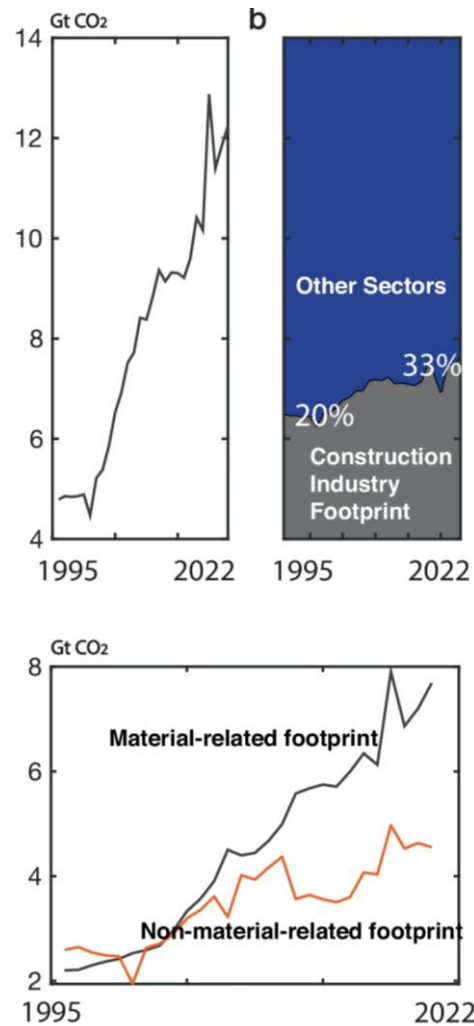 Gt CO2
b
14
12
10
8
6
4
1995
2022
Other Sectors
33%
20%
Construction
Industry
Footprint
1995
2022
Gt CO2
8
6
4
2
Material-related footprint
Non-material-related footprint
1995
2022